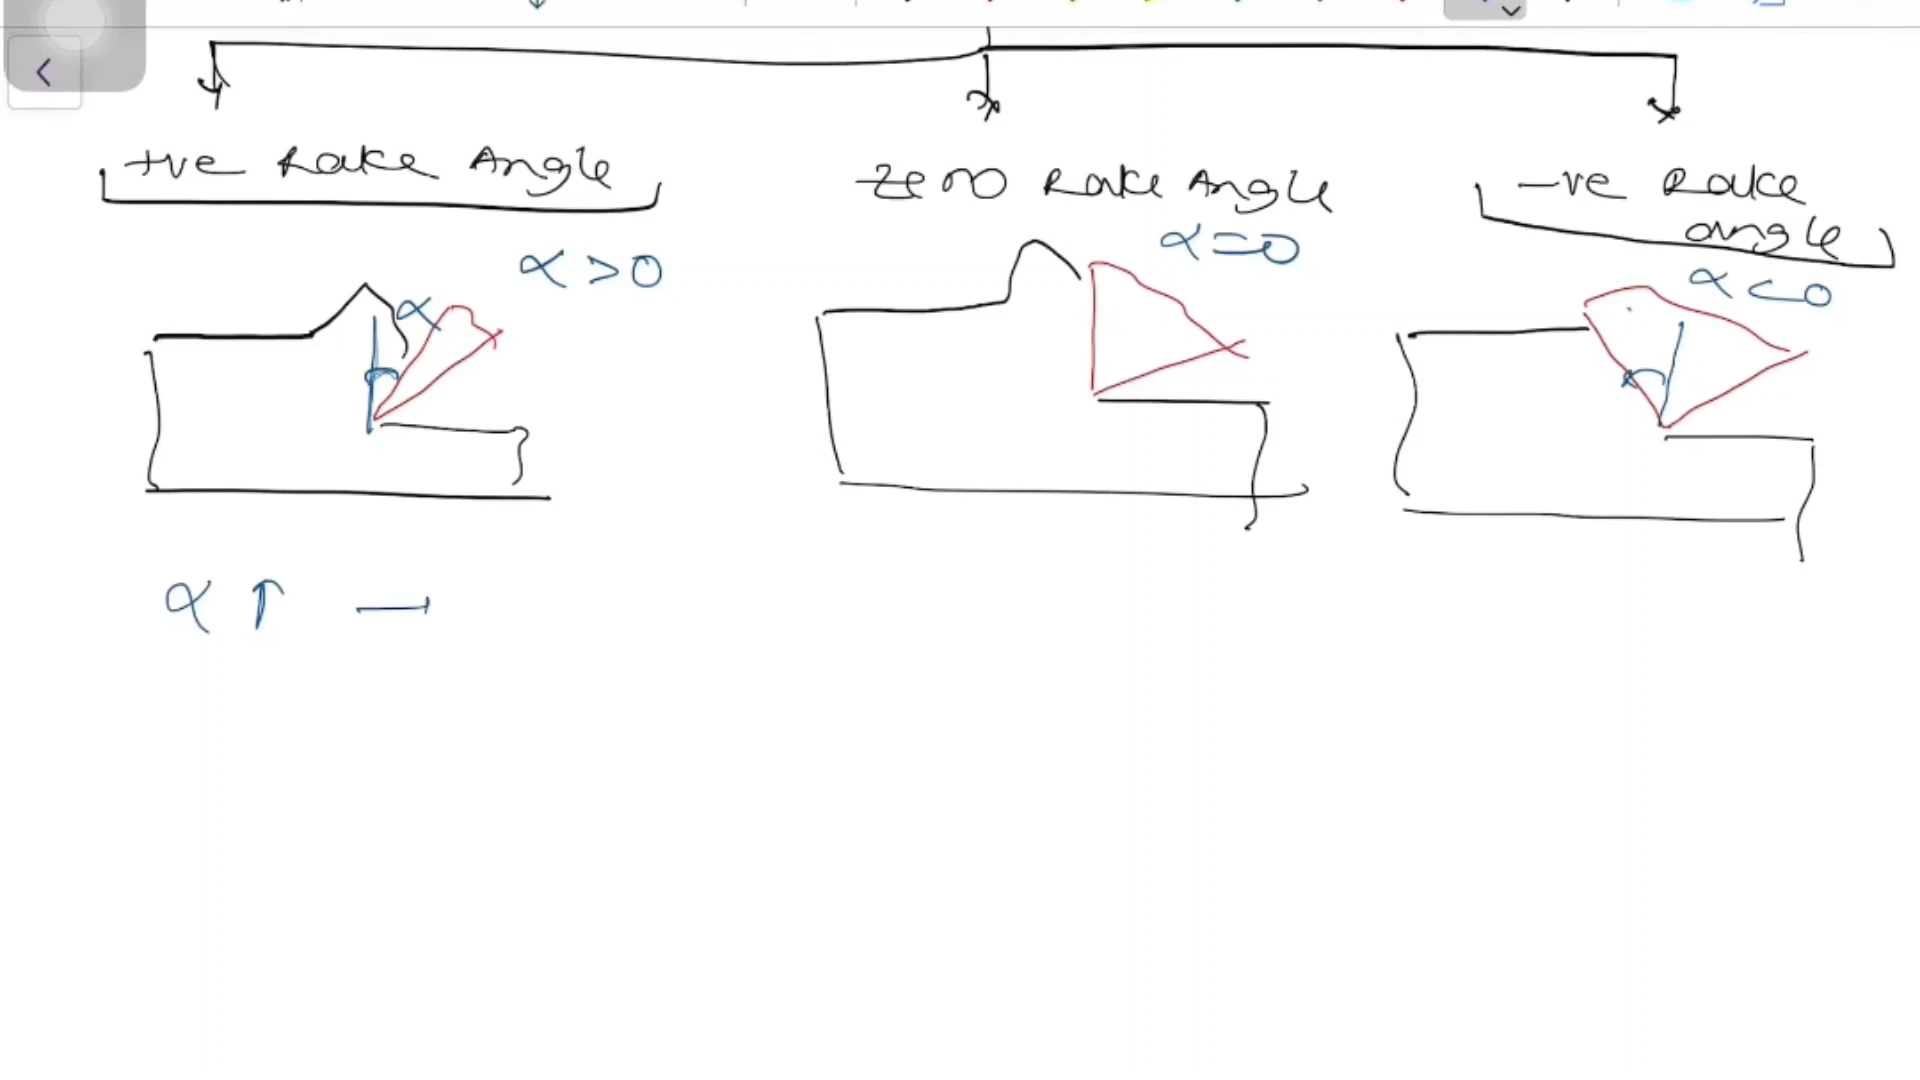 +ve Rake Angle
zero Rake Angle
-ve Rake
angle
α > 0
α = 0
α < 0
α
α ↑ —